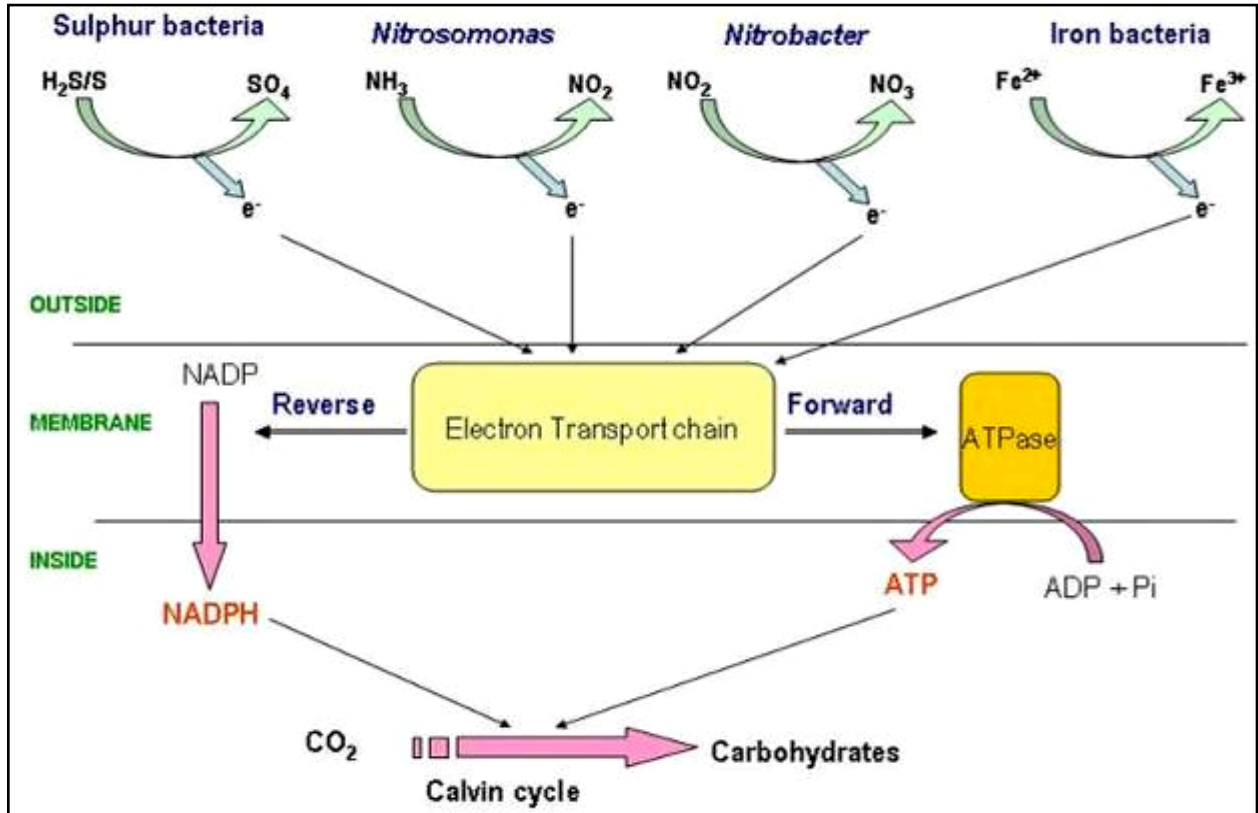 Sulphur bacteria
Nitrosomonas
Nitrobacter
Iron bacteria
H₂S/S
SO₄
NH₃
NO₂
NO₂
NO₃
Fe²⁺
Fe³⁺
e⁻
e⁻
e⁻
e⁻
OUTSIDE
NADP
Reverse
Electron Transport chain
Forward
ATPase
MEMBRANE
INSIDE
NADPH
ATP
ADP + Pi
CO₂
Carbohydrates
Calvin cycle